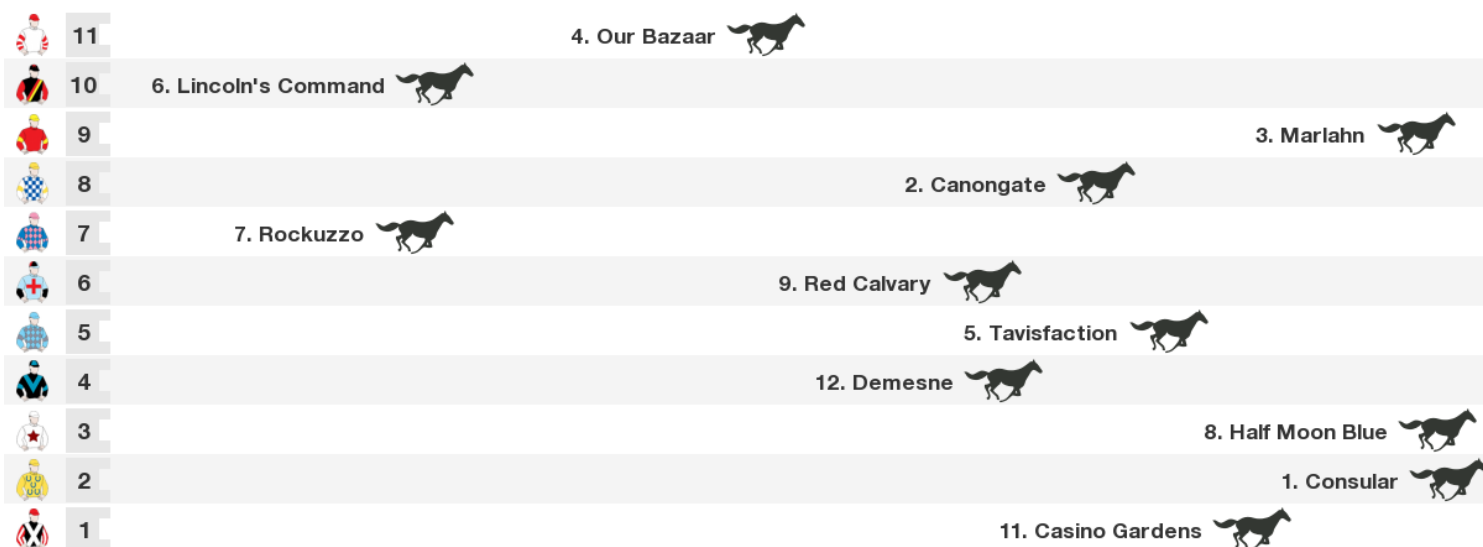 11 4. Our Bazaar
10 6. Lincoln's Command
9 3. Marlahn
8 2. Canongate
7 7. Rockuzzo
6 9. Red Calvary
5 5. Tavisfaction
4 12. Demesne
3 8. Half Moon Blue
2 1. Consular
1 11. Casino Gardens